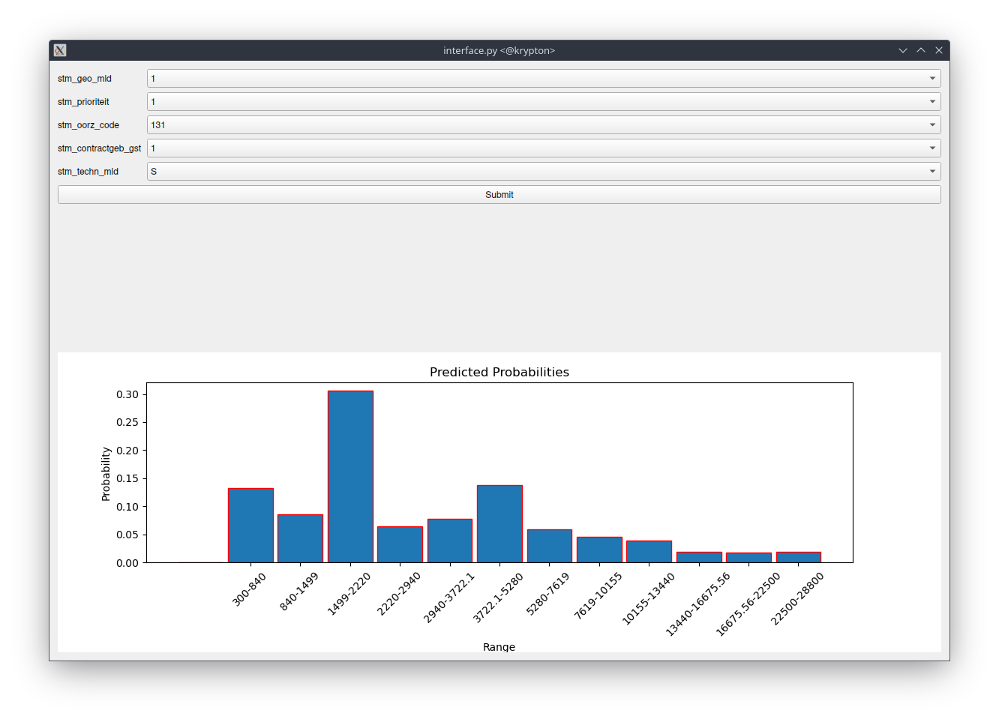 interface.py <@krypton>
stm_geo_mld 1
stm_prioriteit 1
stm_oorz_code 131
stm_contractgeb_gst 1
stm_techn_mld S
Submit
Predicted Probabilities
Probability
0.30
0.25
0.20
0.15
0.10
0.05
0.00
300-840
840-1499
1499-2220
2220-2940
2940-3722.1
3722.1-5280
5280-7619
7619-10155
10155-13440
13440-16675.56
16675.56-22500
22500-28800
Range